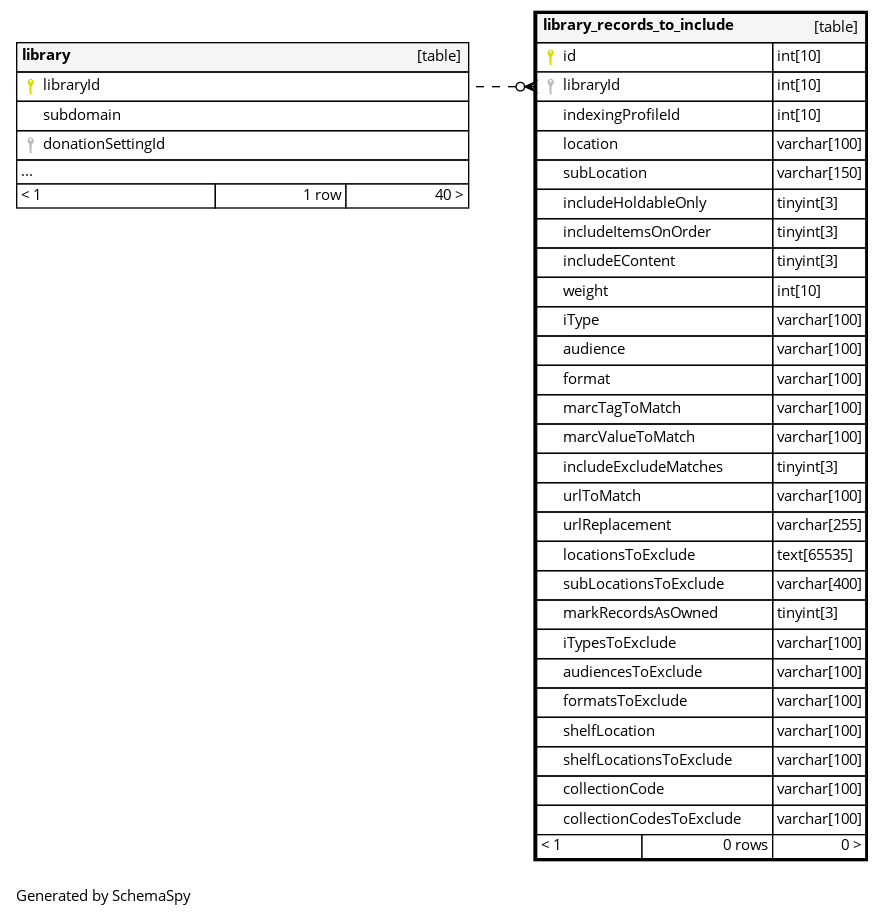 library [table]
libraryId
subdomain
donationSettingId
...
< 1 1 row 40 >
library_records_to_include [table]
id int[10]
libraryId int[10]
indexingProfileId int[10]
location varchar[100]
subLocation varchar[150]
includeHoldableOnly tinyint[3]
includeItemsOnOrder tinyint[3]
includeEContent tinyint[3]
weight int[10]
iType varchar[100]
audience varchar[100]
format varchar[100]
marcTagToMatch varchar[100]
marcValueToMatch varchar[100]
includeExcludeMatches tinyint[3]
urlToMatch varchar[100]
urlReplacement varchar[255]
locationsToExclude text[65535]
subLocationsToExclude varchar[400]
markRecordsAsOwned tinyint[3]
iTypesToExclude varchar[100]
audiencesToExclude varchar[100]
formatsToExclude varchar[100]
shelfLocation varchar[100]
shelfLocationsToExclude varchar[100]
collectionCode varchar[100]
collectionCodesToExclude varchar[100]
< 1 0 rows 0 >
Generated by SchemaSpy